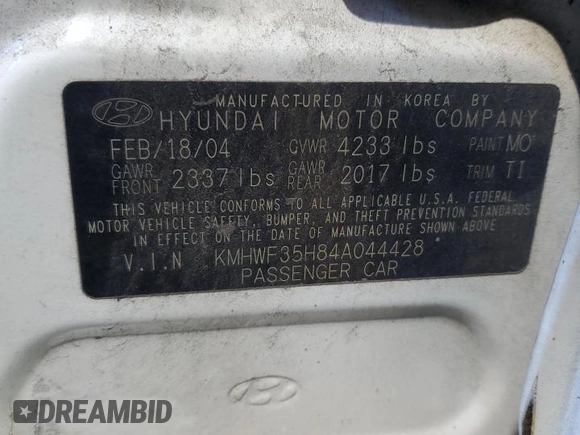 MANUFACTURED IN KOREA BY
HYUNDAI MOTOR COMPANY
FEB/18/04 GVWR 4233 lbs PAINT MO
GAWR FRONT 2337 lbs GAWR REAR 2017 lbs TRIM TI
THIS VEHICLE CONFORMS TO ALL APPLICABLE U.S.A. FEDERAL
MOTOR VEHICLE SAFETY, BUMPER, AND THEFT PREVENTION STANDARDS
IN EFFECT ON THE DATE OF MANUFACTURE SHOWN ABOVE.
V.I.N KMHWF35H84A044428
PASSENGER CAR
DREAMBID